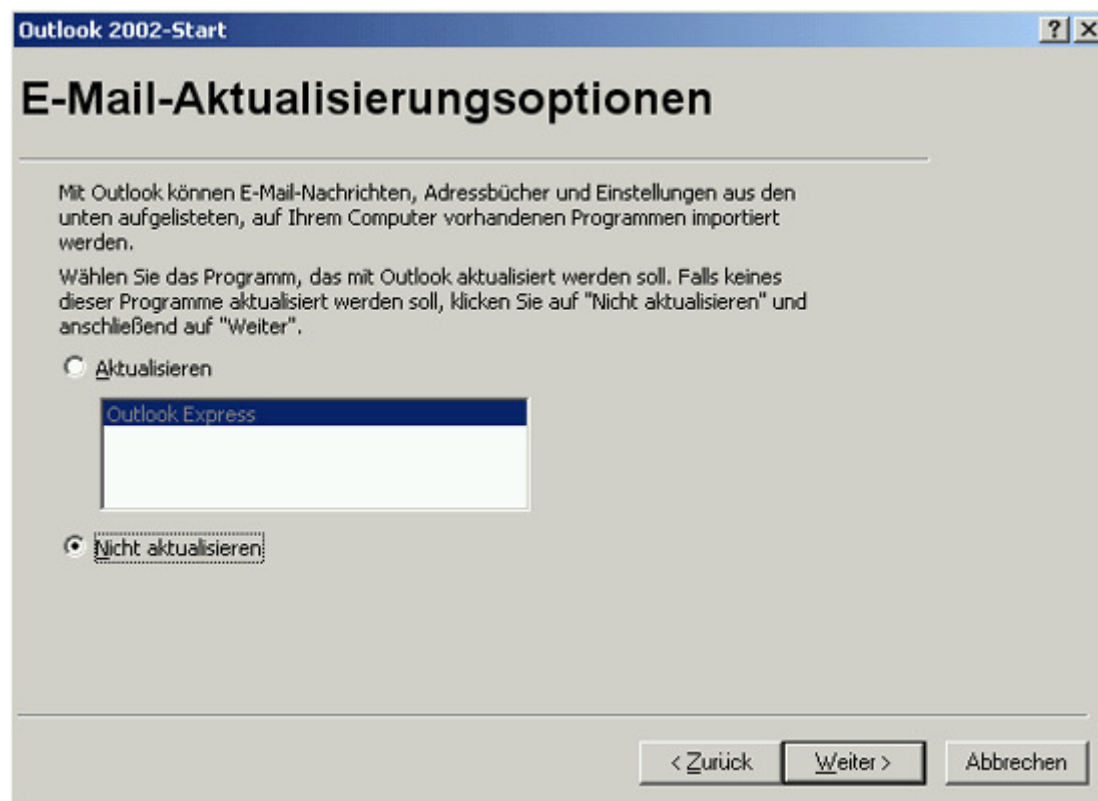 Outlook 2002-Start
E-Mail-Aktualisierungsoptionen
Mit Outlook können E-Mail-Nachrichten, Adressbücher und Einstellungen aus den
unten aufgelisteten, auf Ihrem Computer vorhandenen Programmen importiert
werden.
Wählen Sie das Programm, das mit Outlook aktualisiert werden soll. Falls keines
dieser Programme aktualisiert werden soll, klicken Sie auf "Nicht aktualisieren" und
anschließend auf "Weiter".
Aktualisieren
Outlook Express
Nicht aktualisieren
< Zurück Weiter > Abbrechen